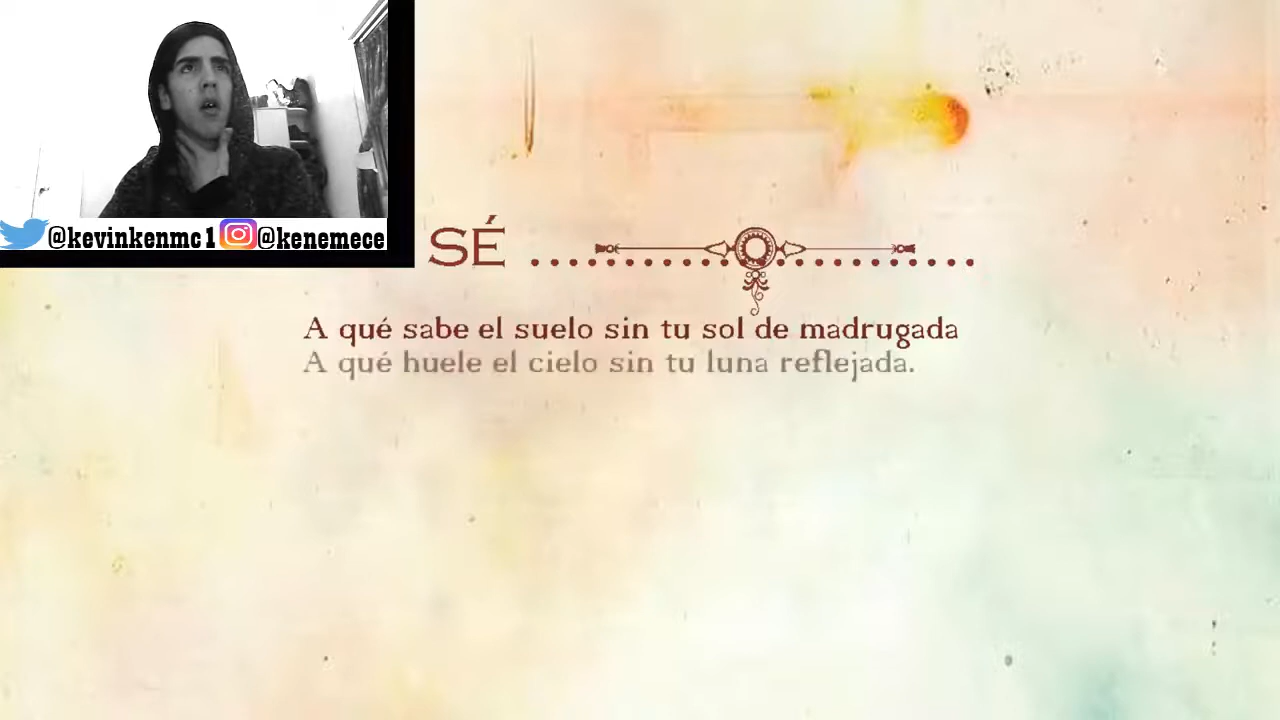 @kevinkenmc1 @kenemece
SÉ
A qué sabe el suelo sin tu sol de madrugada
A qué huele el cielo sin tu luna reflejada.